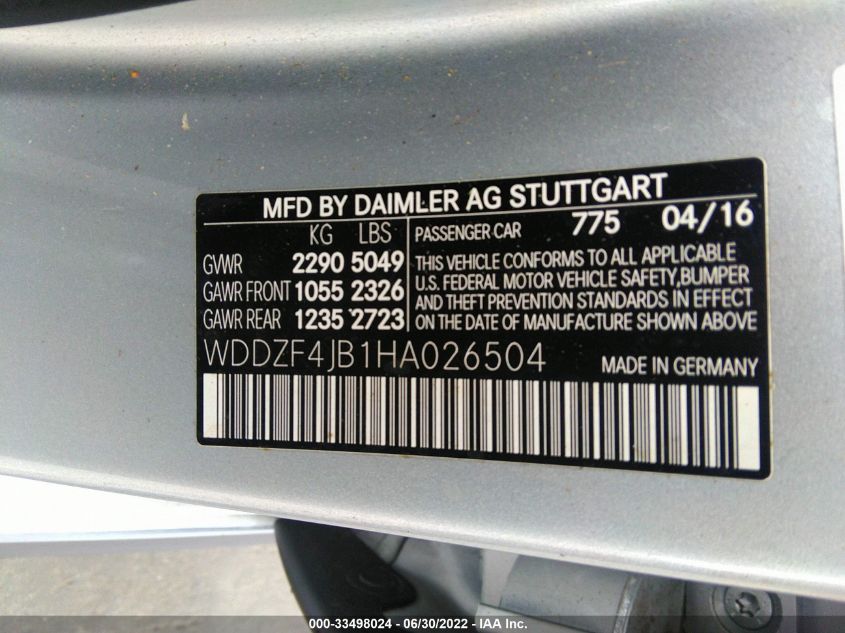 MFD BY DAIMLER AG STUTTGART
KG LBS
GVWR 2290 5049
GAWR FRONT 1055 2326
GAWR REAR 1235 2723
PASSENGER CAR 775 04/16
THIS VEHICLE CONFORMS TO ALL APPLICABLE
U.S. FEDERAL MOTOR VEHICLE SAFETY, BUMPER
AND THEFT PREVENTION STANDARDS IN EFFECT
ON THE DATE OF MANUFACTURE SHOWN ABOVE
WDDZF4JB1HA026504 MADE IN GERMANY
000-33498024 - 06/30/2022 - IAA Inc.